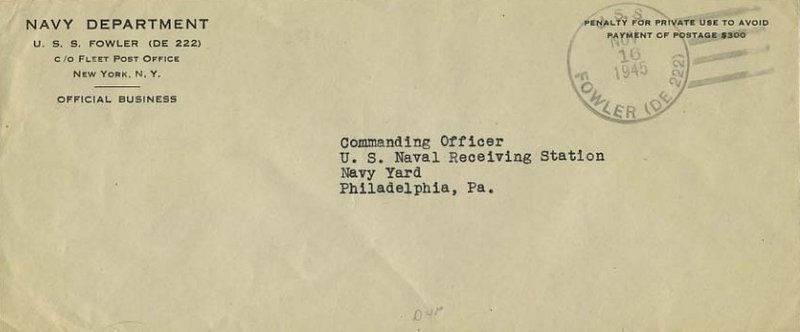 NAVY DEPARTMENT
U. S. S. FOWLER (DE 222)
C/O FLEET POST OFFICE
NEW YORK, N. Y.
OFFICIAL BUSINESS
PENALTY FOR PRIVATE USE TO AVOID
PAYMENT OF POSTAGE $300
S. S.
NOV
16
1945
FOWLER (DE 222)
Commanding Officer
U. S. Naval Receiving Station
Navy Yard
Philadelphia, Pa.